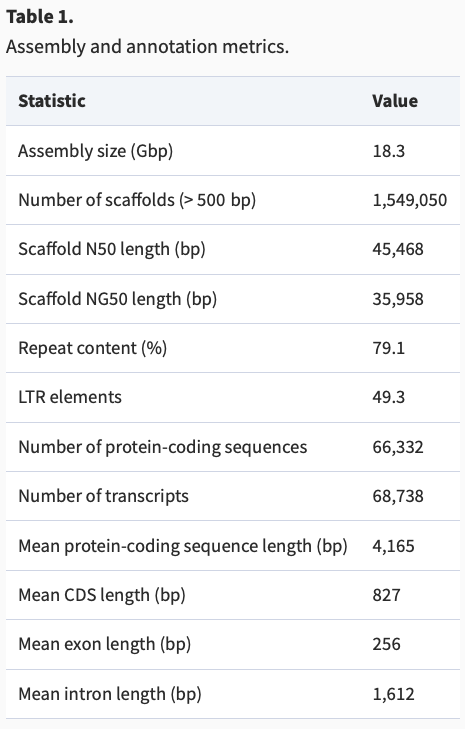 Table 1.
Assembly and annotation metrics.
Statistic Value
Assembly size (Gbp) 18.3
Number of scaffolds (> 500 bp) 1,549,050
Scaffold N50 length (bp) 45,468
Scaffold NG50 length (bp) 35,958
Repeat content (%) 79.1
LTR elements 49.3
Number of protein-coding sequences 66,332
Number of transcripts 68,738
Mean protein-coding sequence length (bp) 4,165
Mean CDS length (bp) 827
Mean exon length (bp) 256
Mean intron length (bp) 1,612